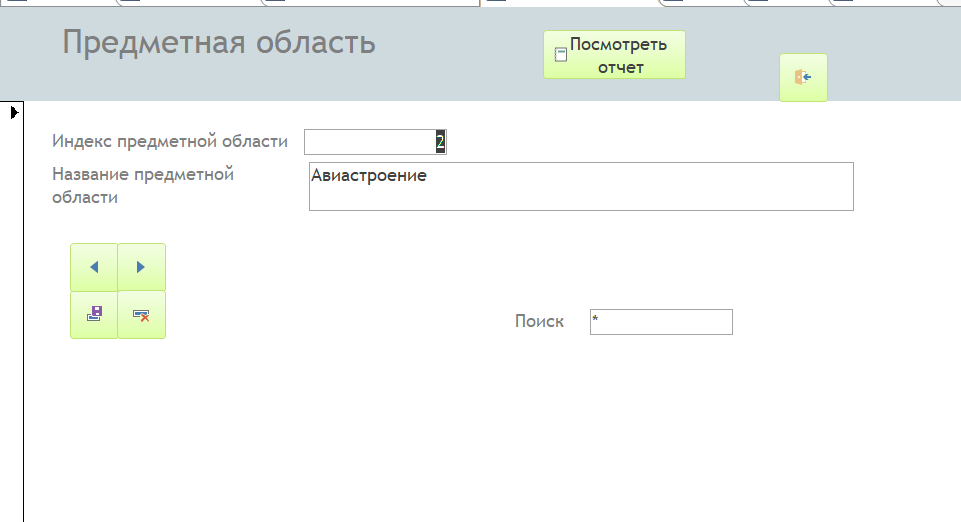 Предметная область
Посмотреть
отчет
Индекс предметной области 2
Название предметной
области
Авиастроение
Поиск *